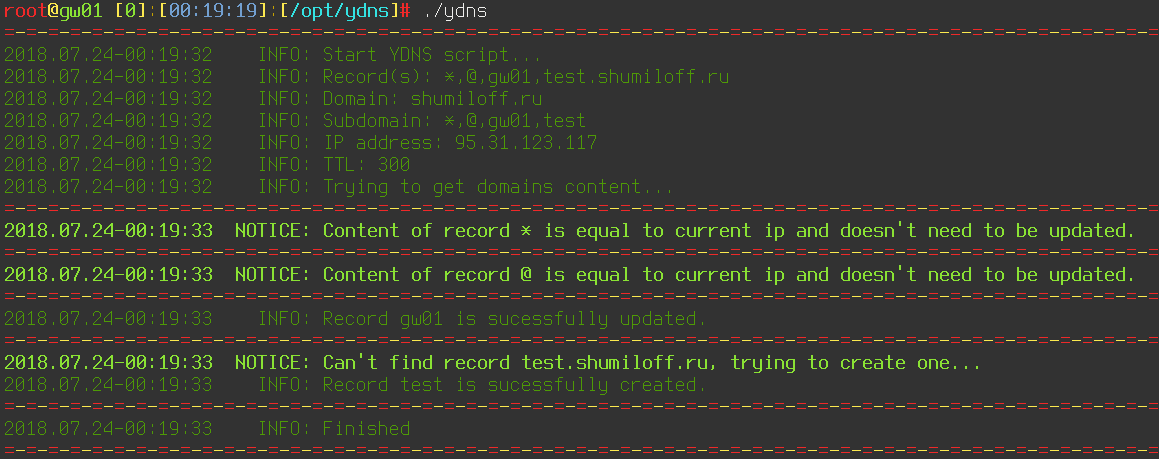 root@gw01 [0]:[00:19:19]:[/opt/ydns]# ./ydns
=-=-=-=-=-=-=-=-=-=-=-=-=-=-=-=-=-=-=-=-=-=-=-=-=-=-=-=-=-=-=-=-=-=-=-=-=-=-=-=-=-=-=-=-=-=-=-=-=-=-=-=-=-=
2018.07.24-00:19:32    INFO: Start YDNS script...
2018.07.24-00:19:32    INFO: Record(s): *,@,gw01,test.shumiloff.ru
2018.07.24-00:19:32    INFO: Domain: shumiloff.ru
2018.07.24-00:19:32    INFO: Subdomain: *,@,gw01,test
2018.07.24-00:19:32    INFO: IP address: 95.31.123.117
2018.07.24-00:19:32    INFO: TTL: 300
2018.07.24-00:19:32    INFO: Trying to get domains content...
=-=-=-=-=-=-=-=-=-=-=-=-=-=-=-=-=-=-=-=-=-=-=-=-=-=-=-=-=-=-=-=-=-=-=-=-=-=-=-=-=-=-=-=-=-=-=-=-=-=-=-=-=-=
2018.07.24-00:19:33  NOTICE: Content of record * is equal to current ip and doesn't need to be updated.
=-=-=-=-=-=-=-=-=-=-=-=-=-=-=-=-=-=-=-=-=-=-=-=-=-=-=-=-=-=-=-=-=-=-=-=-=-=-=-=-=-=-=-=-=-=-=-=-=-=-=-=-=-=
2018.07.24-00:19:33  NOTICE: Content of record @ is equal to current ip and doesn't need to be updated.
=-=-=-=-=-=-=-=-=-=-=-=-=-=-=-=-=-=-=-=-=-=-=-=-=-=-=-=-=-=-=-=-=-=-=-=-=-=-=-=-=-=-=-=-=-=-=-=-=-=-=-=-=-=
2018.07.24-00:19:33    INFO: Record gw01 is sucessfully updated.
=-=-=-=-=-=-=-=-=-=-=-=-=-=-=-=-=-=-=-=-=-=-=-=-=-=-=-=-=-=-=-=-=-=-=-=-=-=-=-=-=-=-=-=-=-=-=-=-=-=-=-=-=-=
2018.07.24-00:19:33  NOTICE: Can't find record test.shumiloff.ru, trying to create one...
2018.07.24-00:19:33    INFO: Record test is sucessfully created.
=-=-=-=-=-=-=-=-=-=-=-=-=-=-=-=-=-=-=-=-=-=-=-=-=-=-=-=-=-=-=-=-=-=-=-=-=-=-=-=-=-=-=-=-=-=-=-=-=-=-=-=-=-=
2018.07.24-00:19:33    INFO: Finished
=-=-=-=-=-=-=-=-=-=-=-=-=-=-=-=-=-=-=-=-=-=-=-=-=-=-=-=-=-=-=-=-=-=-=-=-=-=-=-=-=-=-=-=-=-=-=-=-=-=-=-=-=-=